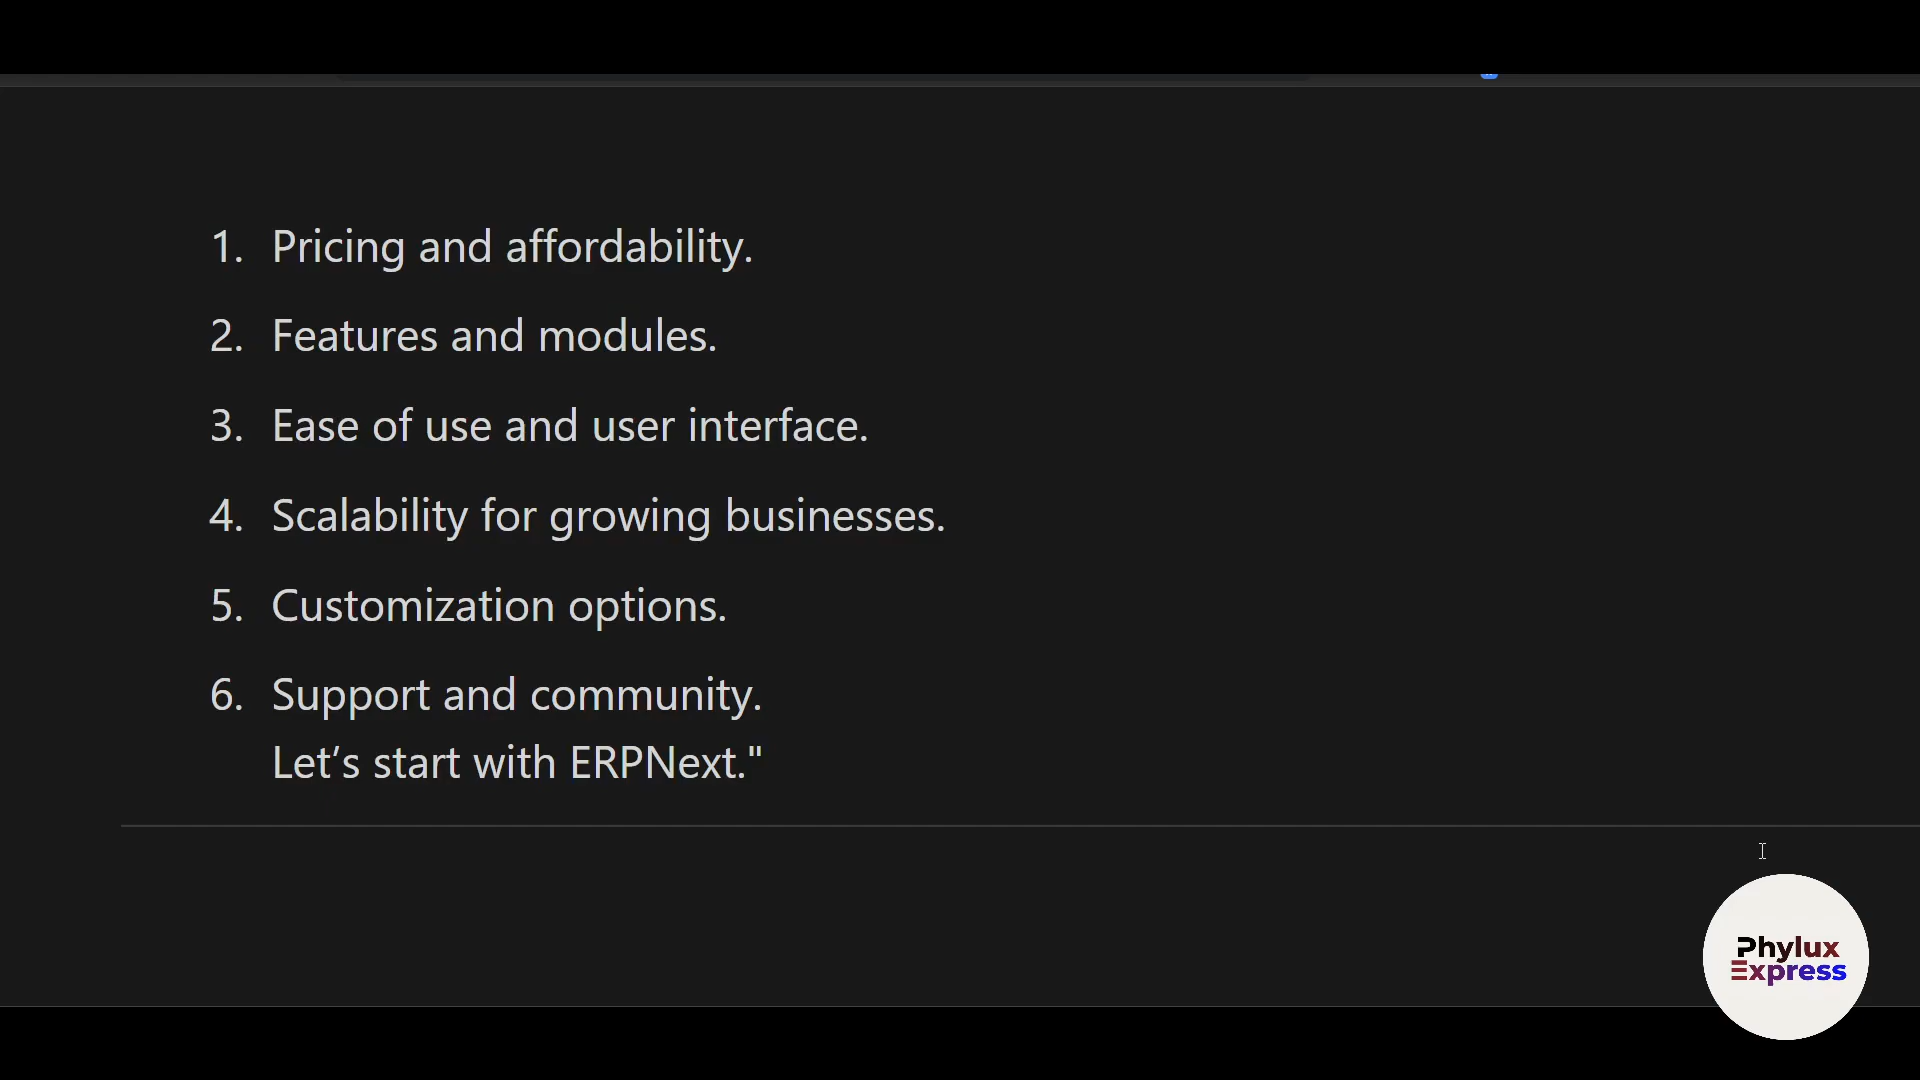 1. Pricing and affordability.
2. Features and modules.
3. Ease of use and user interface.
4. Scalability for growing businesses.
5. Customization options.
6. Support and community.
Let’s start with ERPNext."
Phylux
Express